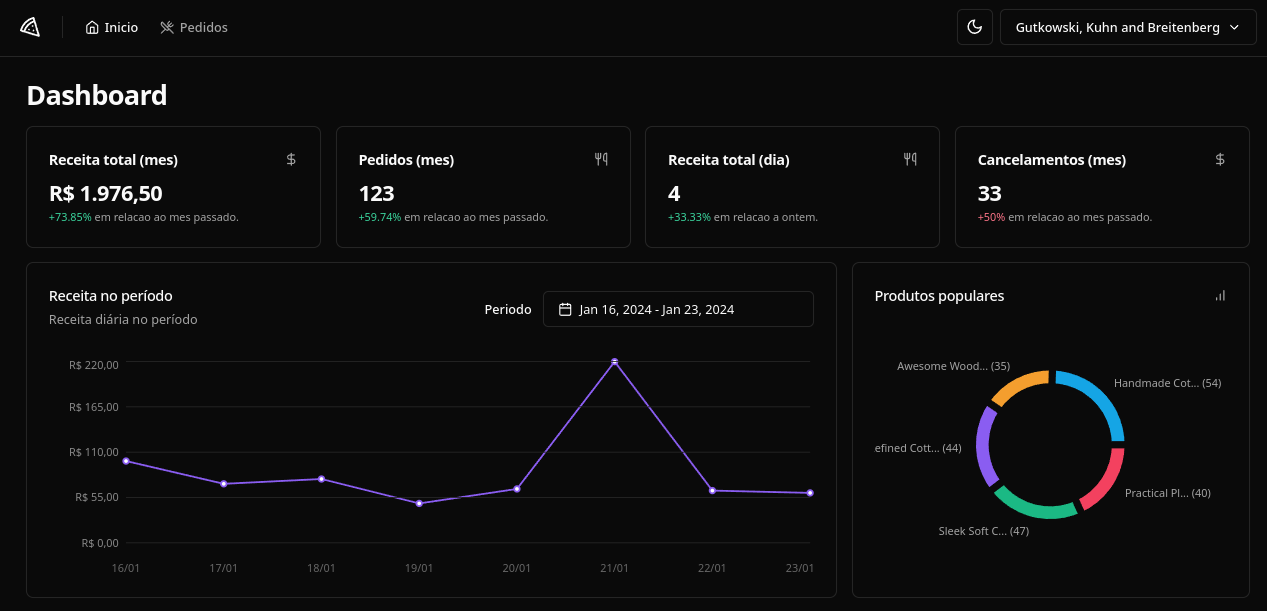 Inicio
Pedidos
Gutkowski, Kuhn and Breitenberg
Dashboard
Receita total (mes)
R$ 1.976,50
+73.85% em relacao ao mes passado.
Pedidos (mes)
123
+59.74% em relacao ao mes passado.
Receita total (dia)
4
+33.33% em relacao a ontem.
Cancelamentos (mes)
33
+50% em relacao ao mes passado.
Receita no período
Receita diária no período
Periodo
Jan 16, 2024 - Jan 23, 2024
R$ 220,00
R$ 165,00
R$ 110,00
R$ 55,00
R$ 0,00
16/01
17/01
18/01
19/01
20/01
21/01
22/01
23/01
Produtos populares
Awesome Wood... (35)
Handmade Cot... (54)
efined Cott... (44)
Practical Pl... (40)
Sleek Soft C... (47)